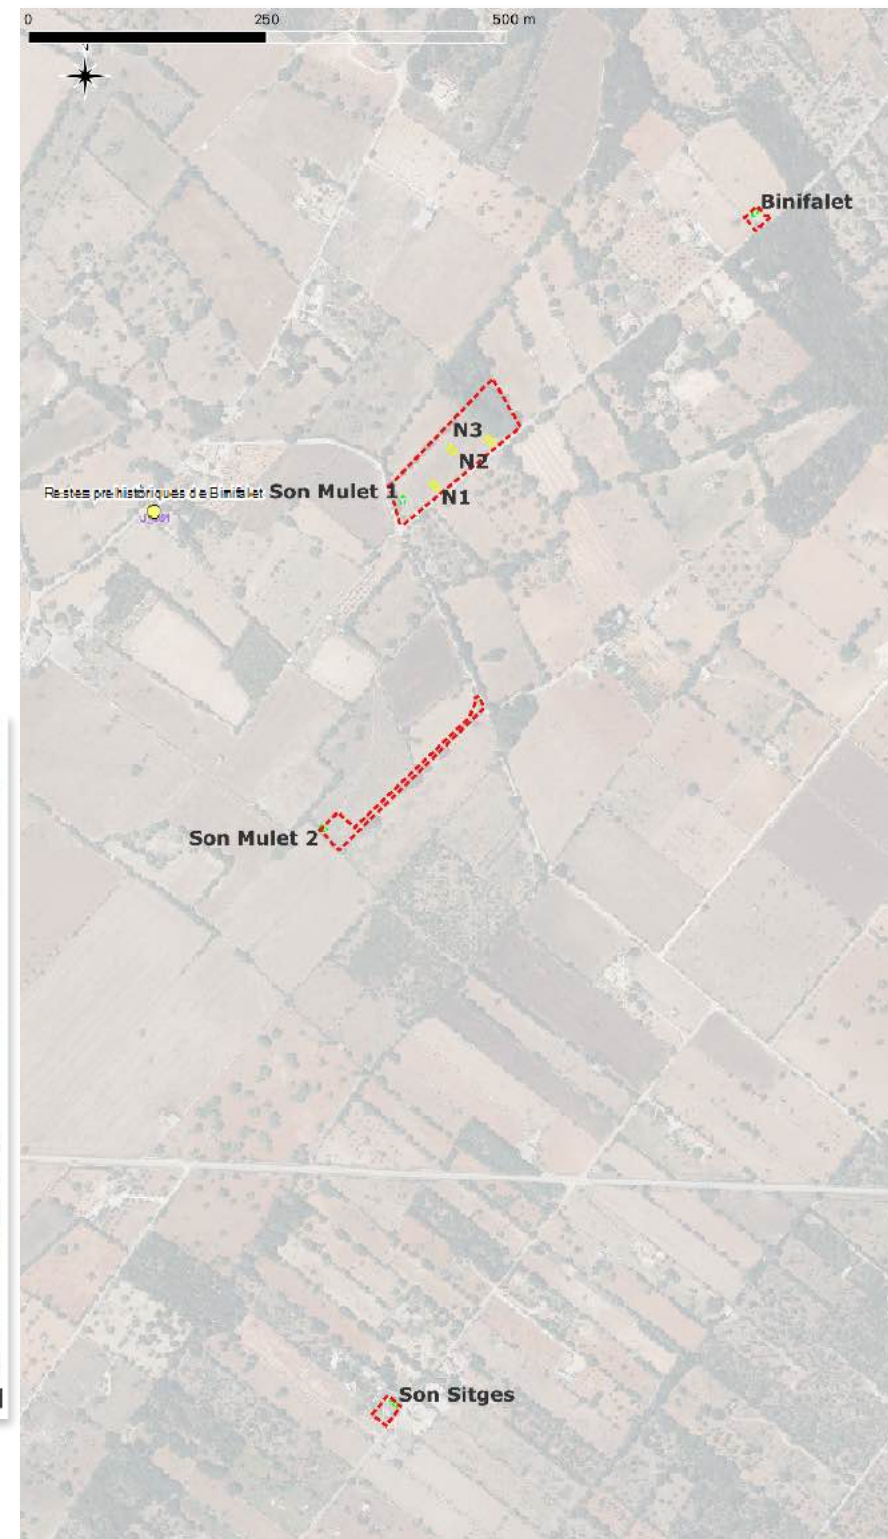 0 250 500 m
Binifalet
N3
N2
Restes prehistòriques de Binifalet
Son Mulet 1
N1
Son Mulet 2
Son Sitges